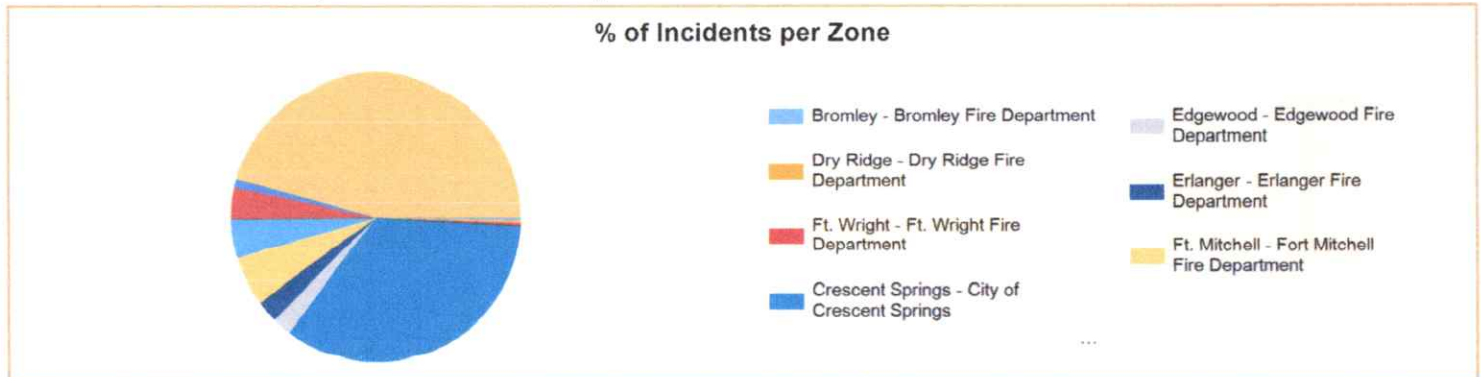 % of Incidents per Zone
Bromley - Bromley Fire Department
Dry Ridge - Dry Ridge Fire
Department
Ft. Wright - Ft. Wright Fire
Department
Crescent Springs - City of
Crescent Springs
Edgewood - Edgewood Fire
Department
Erlanger - Erlanger Fire
Department
Ft. Mitchell - Fort Mitchell
Fire Department
...